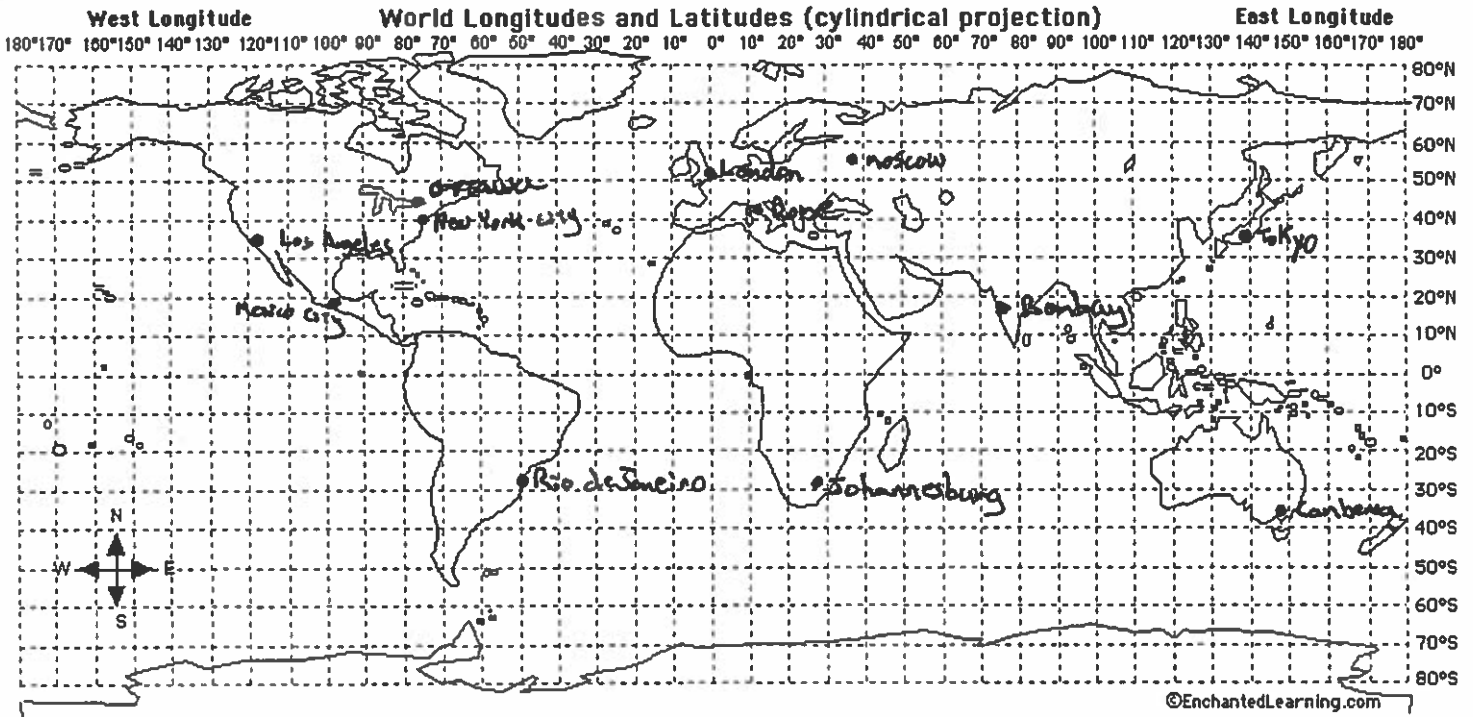 West Longitude World Longitudes and Latitudes (cylindrical projection) East Longitude
180° 170° 160° 150° 140° 130° 120° 110° 100° 90° 80° 70° 60° 50° 40° 30° 20° 10° 0° 10° 20° 30° 40° 50° 60° 70° 80° 90° 100° 110° 120° 130° 140° 150° 160° 170° 180°
80°N
70°N
60°N
moscow
London
50°N
Rope
New York city
40°N
Los Angeles
Tokyo
30°N
20°N
Mexico city
Bombay
10°N
0°
10°S
20°S
Rio de Janeiro
Johannesburg
30°S
Canberra
40°S
N
W E
S
50°S
60°S
70°S
80°S
©EnchantedLearning.com